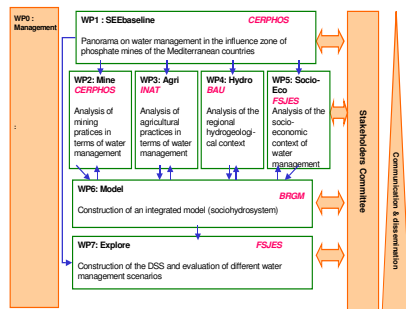 WP0 :
Management
:
WP1 : SEEbaseline CERPHOS
Panorama on water management in the influence zone of
phosphate mines of the Mediterranean countries
WP2: Mine
CERPHOS
Analysis of
mining
pratices in
terms of water
management
WP3: Agri
INAT
Analysis of
agricultural
practices in
terms of water
management
WP4: Hydro
BAU
Analysis of the
regional
hydrogeologi-
cal context
WP5: Socio-
Eco
FSJES
Analysis of the
socio-
economic
context of
water
management
WP6: Model
BRGM
Construction of an integrated model (sociohydrosystem)
WP7: Explore FSJES
Construction of the DSS and evaluation of different water
management scenarios
Stakeholders Committee
Communication & dissemination